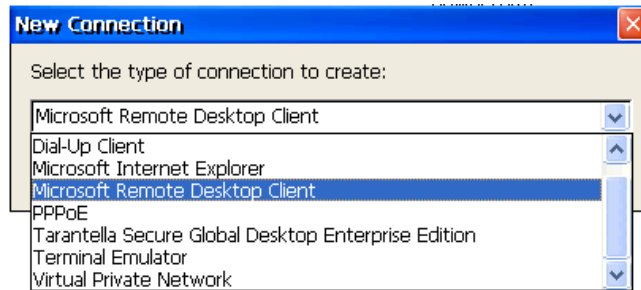 New Connection
Select the type of connection to create:
Microsoft Remote Desktop Client
Dial-Up Client
Microsoft Internet Explorer
Microsoft Remote Desktop Client
PPPoE
Tarantella Secure Global Desktop Enterprise Edition
Terminal Emulator
Virtual Private Network